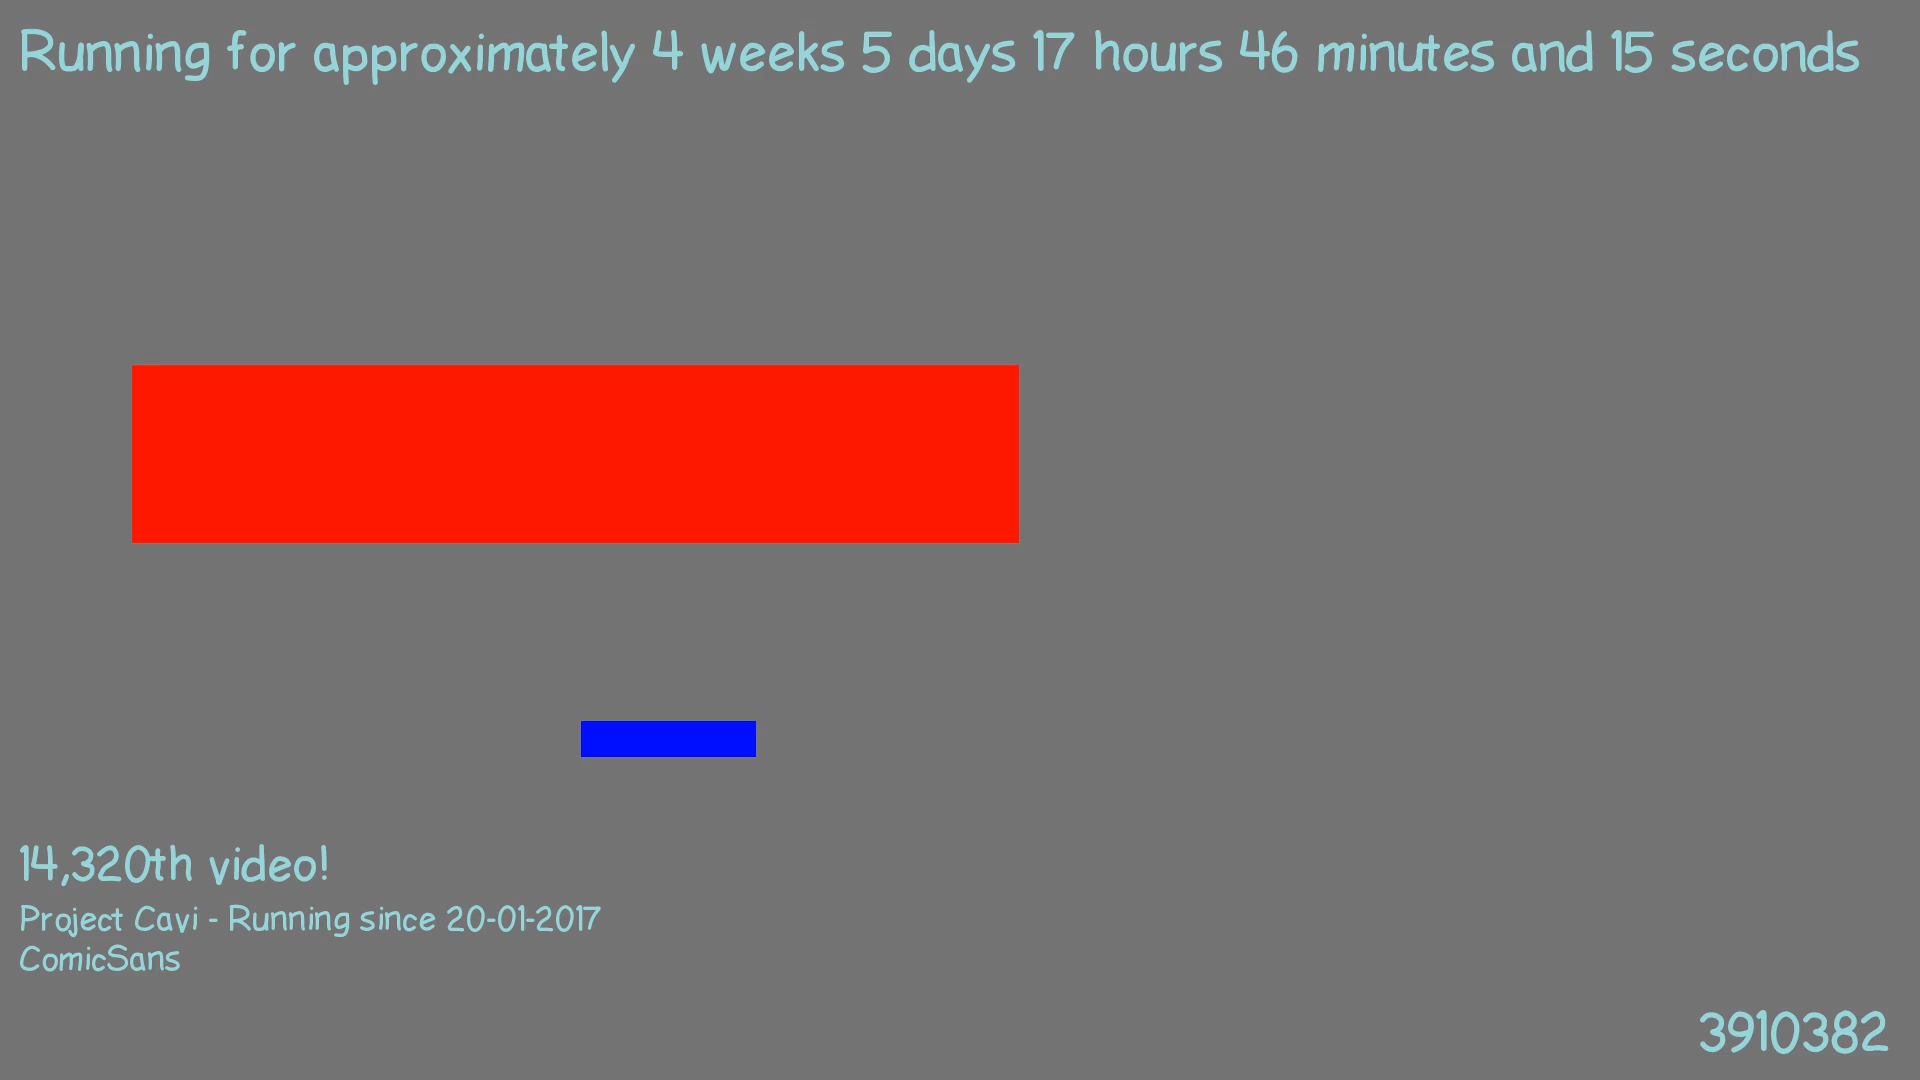 Running for approximately 4 weeks 5 days 17 hours 46 minutes and 15 seconds
14,320th video!
Project Cavi - Running since 20-01-2017
ComicSans
3910382